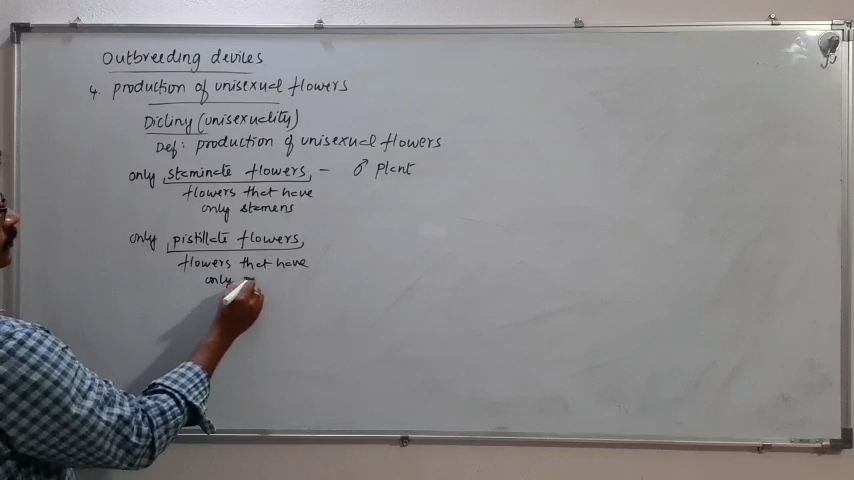 Outbreeding devices
4 production of unisexual flowers
Dicliny (unisexuality)
Def: production of unisexual flowers
only staminate flowers, - ♂ plant
flowers that have
only stamens
only pistillate flowers,
flowers that have
only